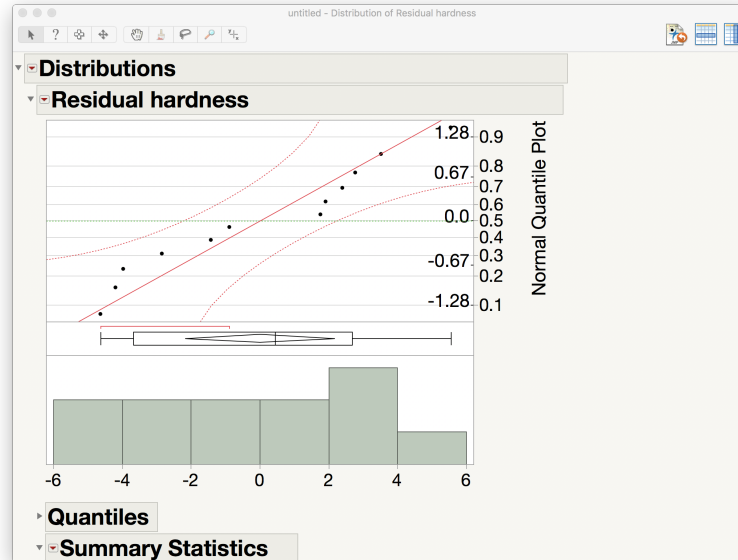 untitled - Distribution of Residual hardness
?
Distributions
Residual hardness
1.28 0.9
0.8
0.67 0.7
0.6
0.0 0.5
0.4
-0.67 0.3
0.2
-1.28 0.1
Normal Quantile Plot
-6 -4 -2 0 2 4 6
Quantiles
Summary Statistics